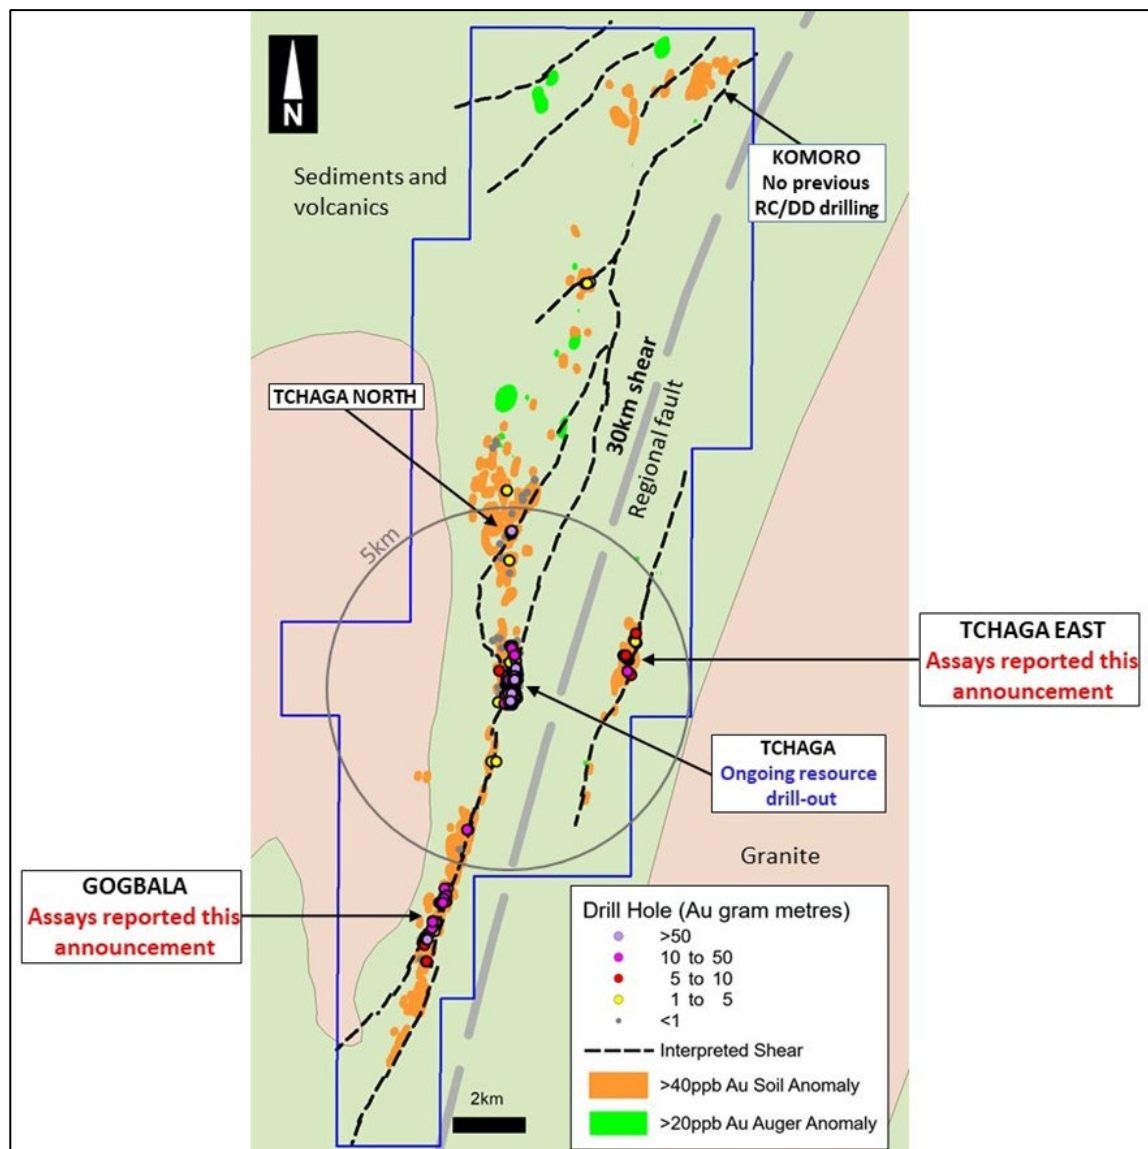 N
Sediments and
volcanics
KOMORO
No previous
RC/DD drilling
TCHAGA NORTH
30km shear
Regional fault
5km
TCHAGA EAST
Assays reported this
announcement
TCHAGA
Ongoing resource
drill-out
Granite
GOGBALA
Assays reported this
announcement
2km
Drill Hole (Au gram metres)
>50
10 to 50
5 to 10
1 to 5
<1
Interpreted Shear
>40ppb Au Soil Anomaly
>20ppb Au Auger Anomaly